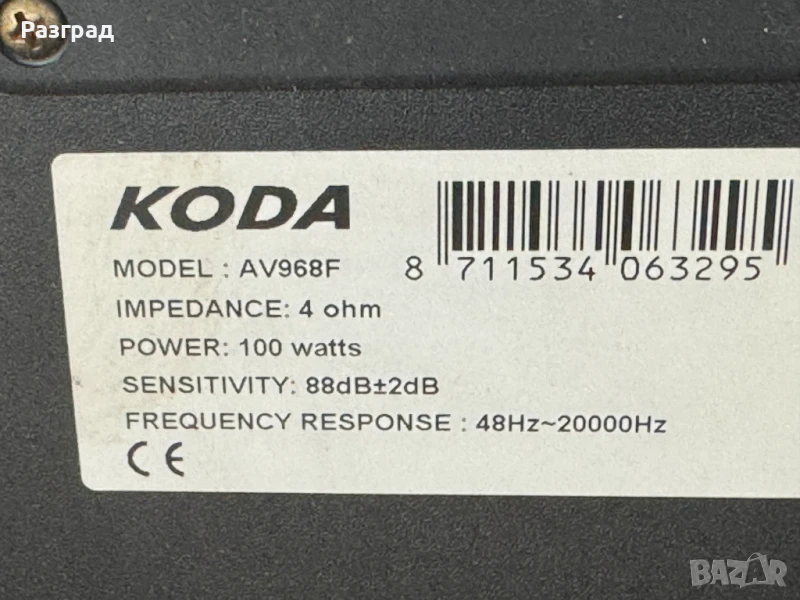 Разград
KODA
MODEL : AV968F
8 711534 063295
IMPEDANCE: 4 ohm
POWER: 100 watts
SENSITIVITY: 88dB±2dB
FREQUENCY RESPONSE : 48Hz~20000Hz
CE
BAZAR